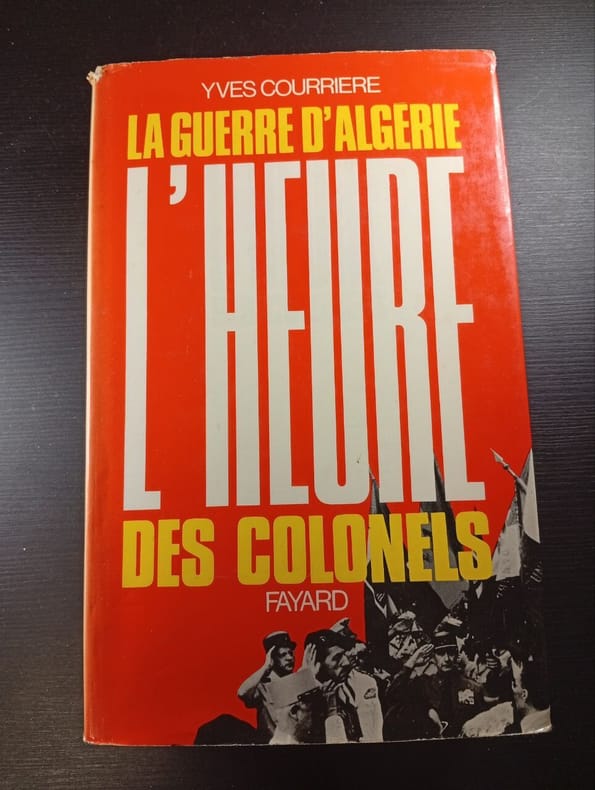 YVES COURRIERE
LA GUERRE D'ALGERIE
L'HEURE
DES COLONELS
FAYARD